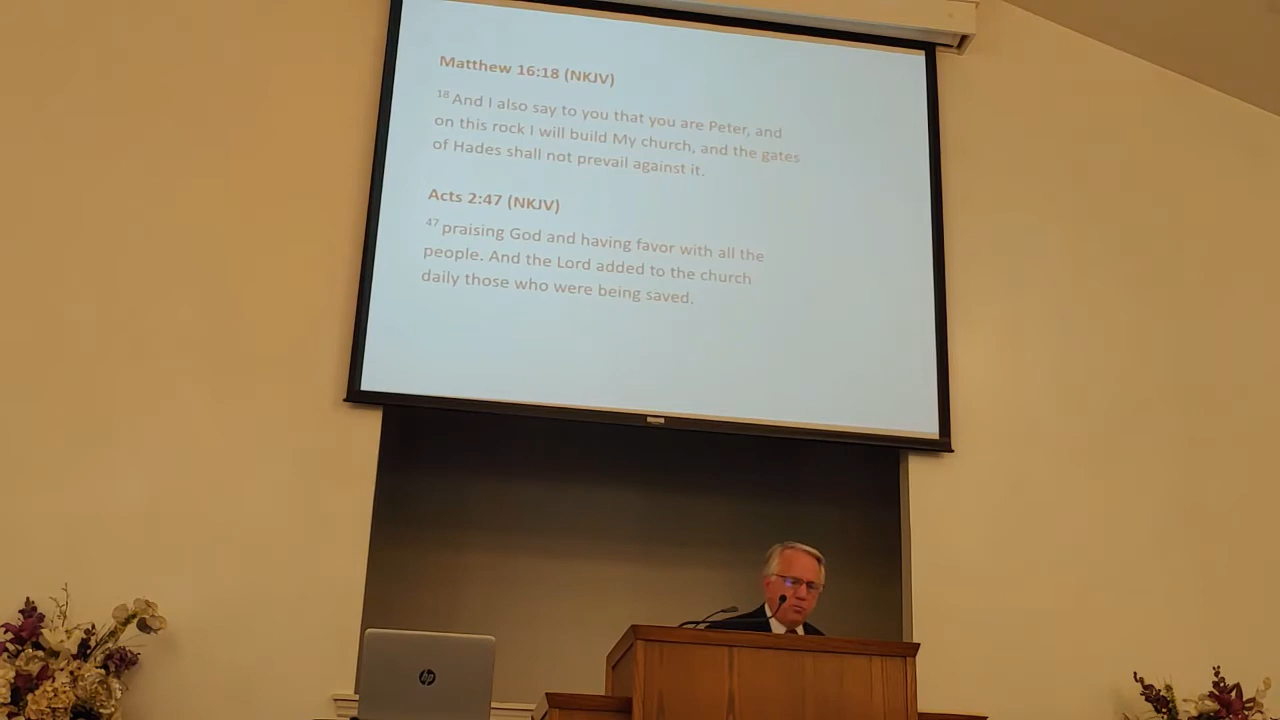 Matthew 16:18 (NKJV)
18 And I also say to you that you are Peter, and
on this rock I will build My church, and the gates
of Hades shall not prevail against it.
Acts 2:47 (NKJV)
47 praising God and having favor with all the
people. And the Lord added to the church
daily those who were being saved.
hp